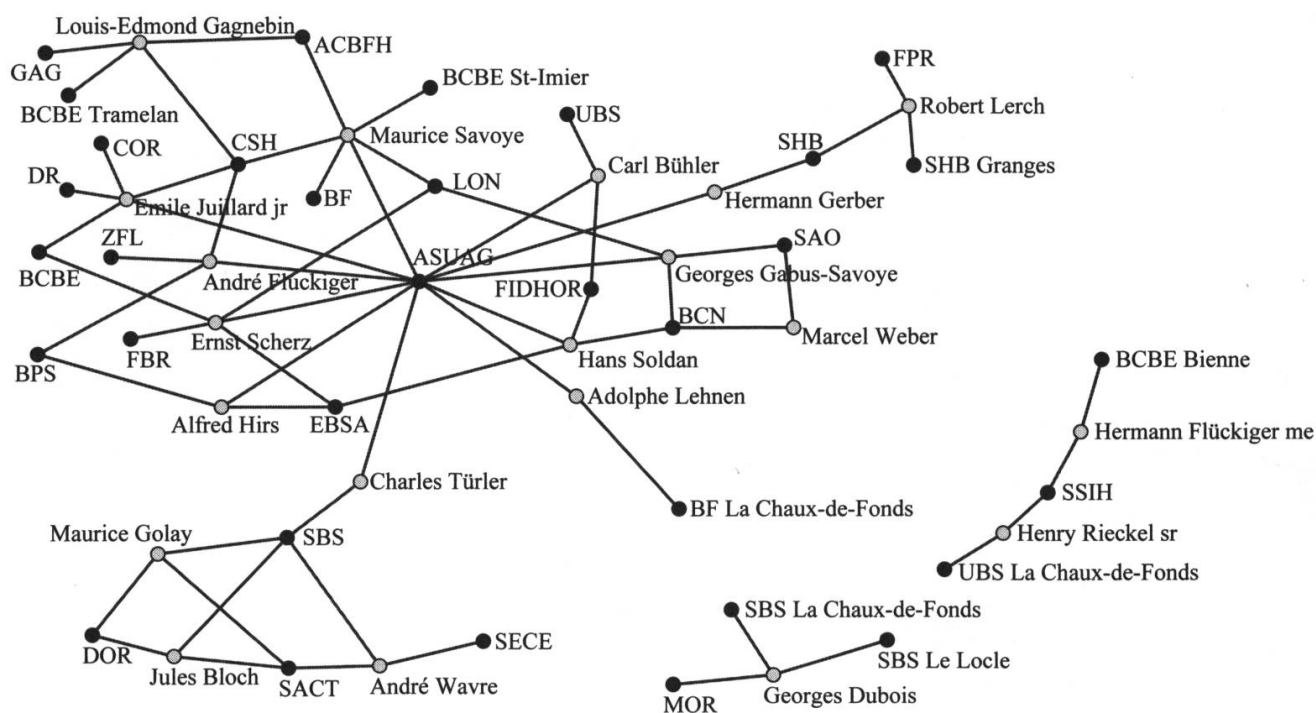 Louis-Edmond Gagnebin
ACBFH
GAG
BCBE St-Imier
FPR
BCBE Tramelan
UBS
Robert Lerch
COR
CSH
Maurice Savoye
SHB
DR
Carl Bühler
SHB Granges
BF
LON
Emile Juillard jr
Hermann Gerber
ZFL
SAO
ASUAG
BCBE
André Fluckiger
Georges Gabus-Savoye
FIDHOR
BCN
Ernst Scherz
Marcel Weber
FBR
Hans Soldan
BPS
BCBE Bienne
Adolphe Lehnen
Alfred Hirs
EBSA
Hermann Flückiger me
Charles Türler
SSIH
BF La Chaux-de-Fonds
Maurice Golay
SBS
Henry Rieckel sr
UBS La Chaux-de-Fonds
SBS La Chaux-de-Fonds
SECE
DOR
SBS Le Locle
Jules Bloch
SACT
André Wavre
Georges Dubois
MOR